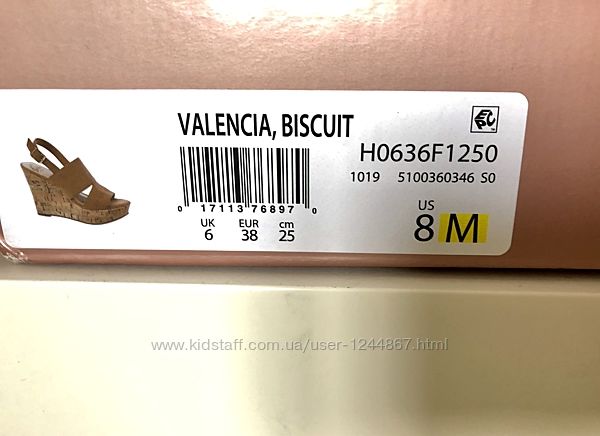 VALENCIA, BISCUIT
H0636F1250
1019 5100360346 S0
0 17113 76897 0
UK EUR cm US
6 38 25 8 M
www.kidstaff.com.ua/user-1244867.html